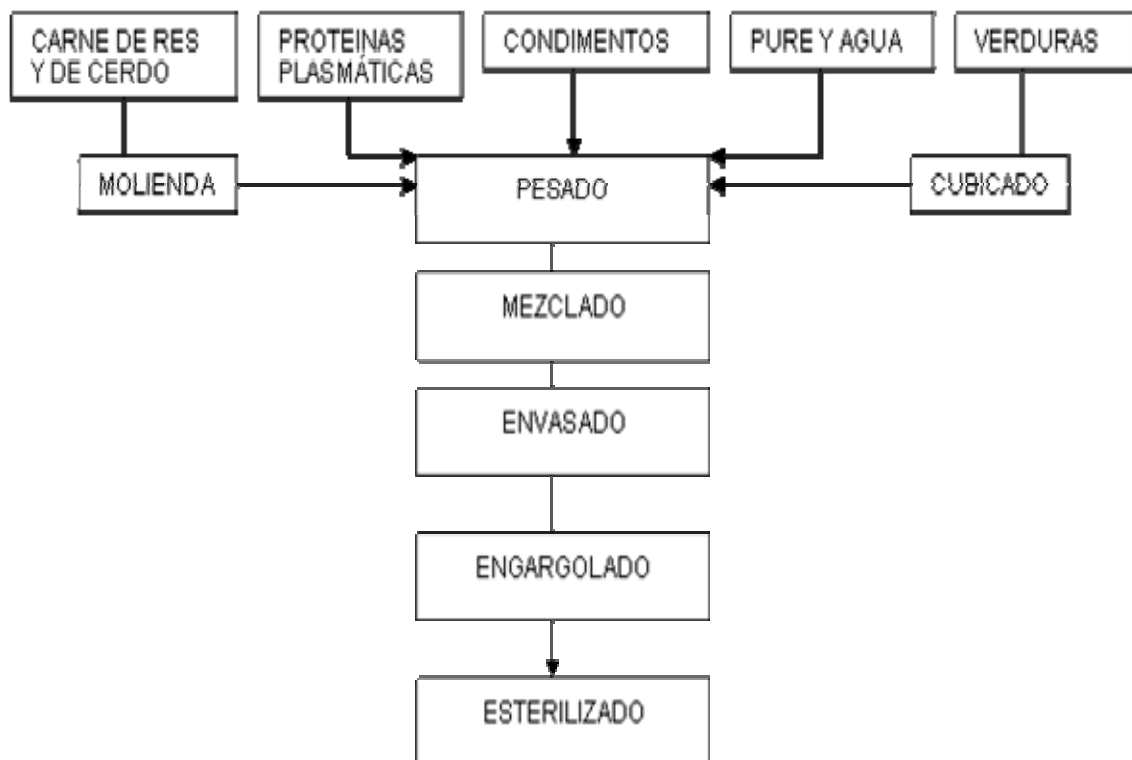 CARNE DE RES
Y DE CERDO
PROTEINAS
PLASMÁTICAS
CONDIMENTOS
PURE Y AGUA
VERDURAS
MOLIENDA
PESADO
CUBICADO
MEZCLADO
ENVASADO
ENGARGOLADO
ESTERILIZADO